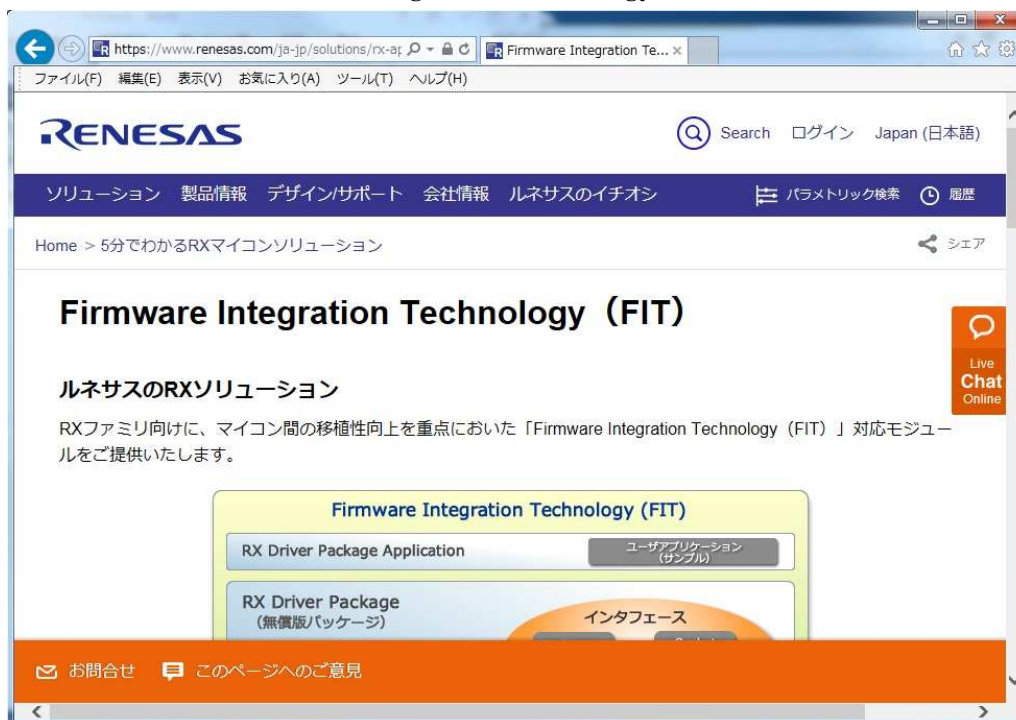 https://www.renesas.com/ja-jp/solutions/rx-ap
Firmware Integration Te...
ファイル(F) 編集(E) 表示(V) お気に入り(A) ツール(T) ヘルプ(H)
RENESAS
Search ログイン Japan (日本語)
ソリューション 製品情報 デザイン/サポート 会社情報 ルネサスのイチオシ パラメトリック検索 履歴
Home > 5分でわかるRXマイコンソリューション シェア
Firmware Integration Technology（FIT）
Live
Chat
Online
ルネサスのRXソリューション
RXファミリ向けに、マイコン間の移植性向上を重点においた「Firmware Integration Technology（FIT）」対応モジュー
ルをご提供いたします。
Firmware Integration Technology (FIT)
RX Driver Package Application
ユーザアプリケーション
(サンプル)
RX Driver Package
（無償版パッケージ）
インタフェース
お問合せ このページへのご意見